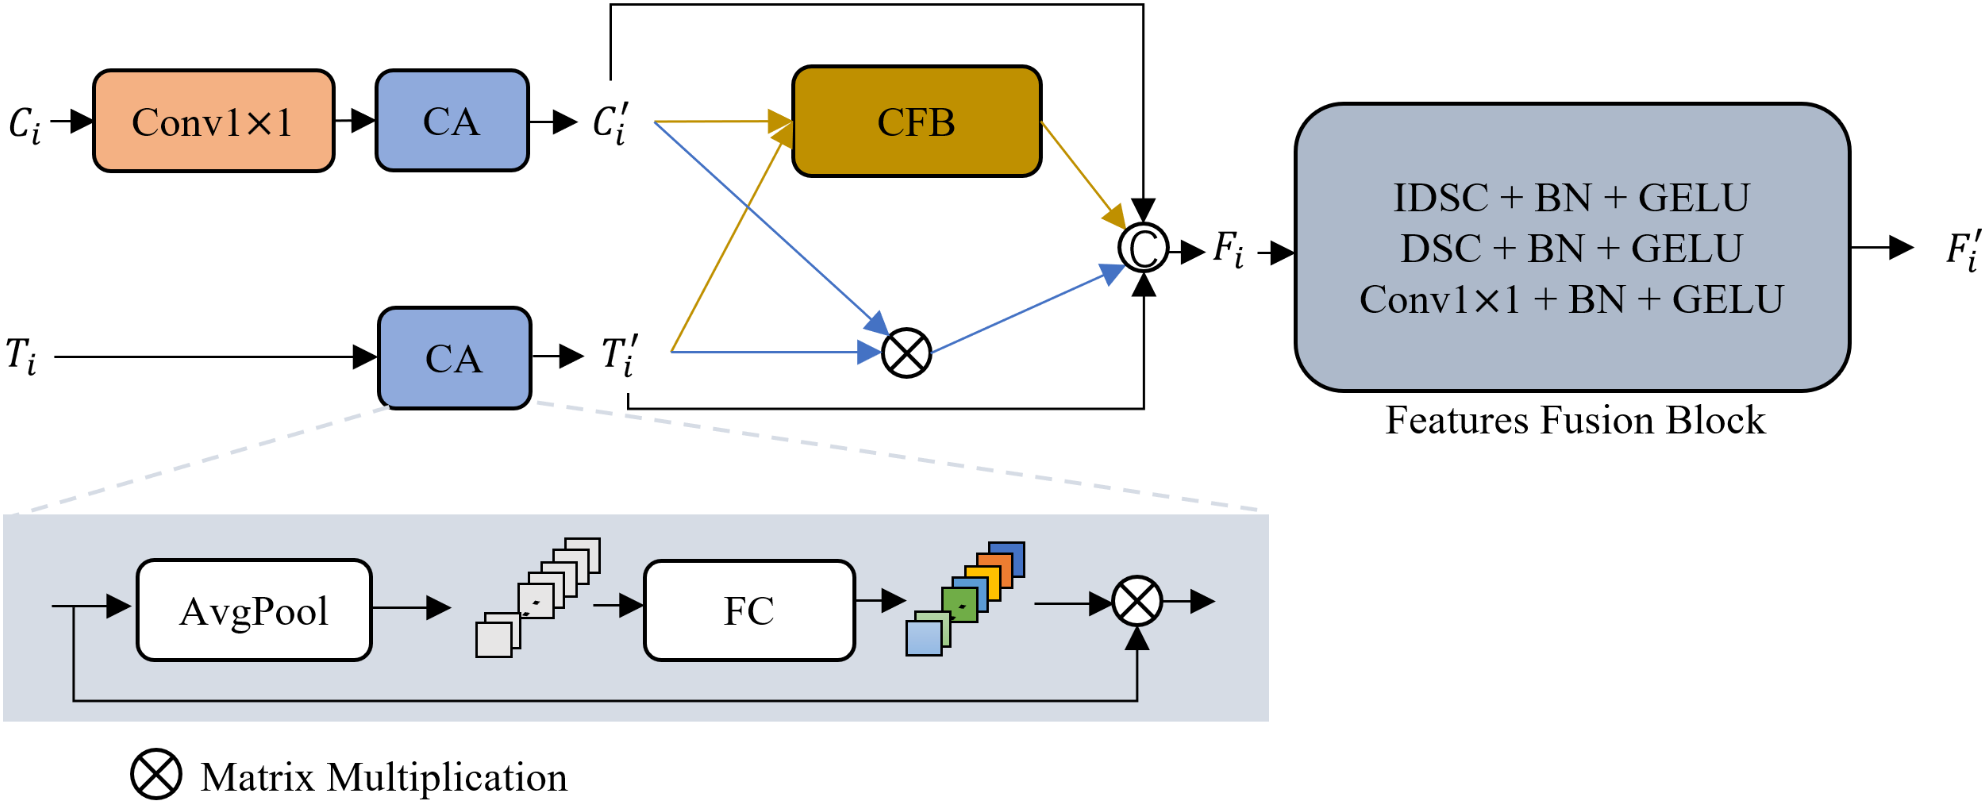 C_i
Conv1×1
CA
C_i′
CFB
T_i
CA
T_i′
C
F_i
IDSC + BN + GELU
DSC + BN + GELU
Conv1×1 + BN + GELU
F_i′
Features Fusion Block
AvgPool
FC
Matrix Multiplication